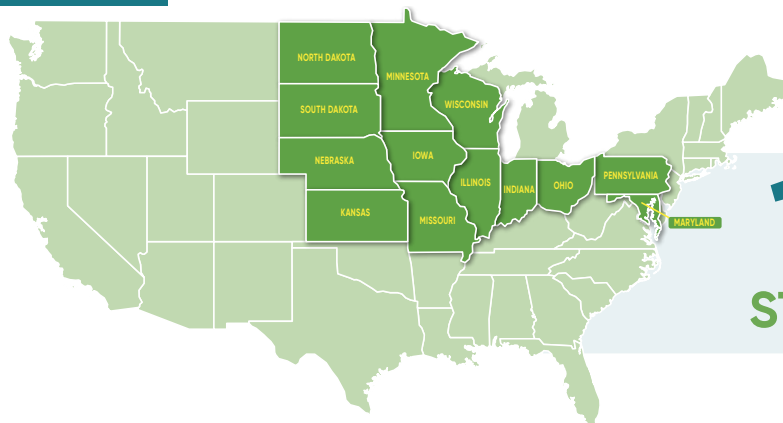 NORTH DAKOTA
MINNESOTA
SOUTH DAKOTA
WISCONSIN
NEBRASKA
IOWA
ILLINOIS
INDIANA
OHIO
PENNSYLVANIA
KANSAS
MISSOURI
MARYLAND